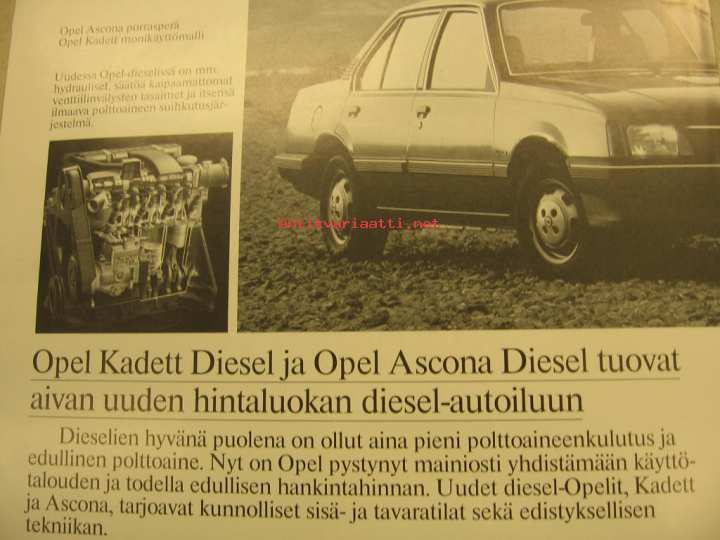 Opel Ascona porrasperä
Opel Kadett monikäyttömalli
Uudessa Opel-dieselissä on mm.
hydrauliset, säätöä kaipaamattomat
venttiilinvälysten tasaimet ja itsensä
ilmaava polttoaineen suihkutusjär-
jestelmä.
antikvariaatti.net
Opel Kadett Diesel ja Opel Ascona Diesel tuovat
aivan uuden hintaluokan diesel-autoiluun
Dieselien hyvänä puolena on ollut aina pieni polttoaineenkulutus ja
edullinen polttoaine. Nyt on Opel pystynyt mainiosti yhdistämään käyttö-
talouden ja todella edullisen hankintahinnan. Uudet diesel-Opelit, Kadett
ja Ascona, tarjoavat kunnolliset sisä- ja tavaratilat sekä edistyksellisen
tekniikan.